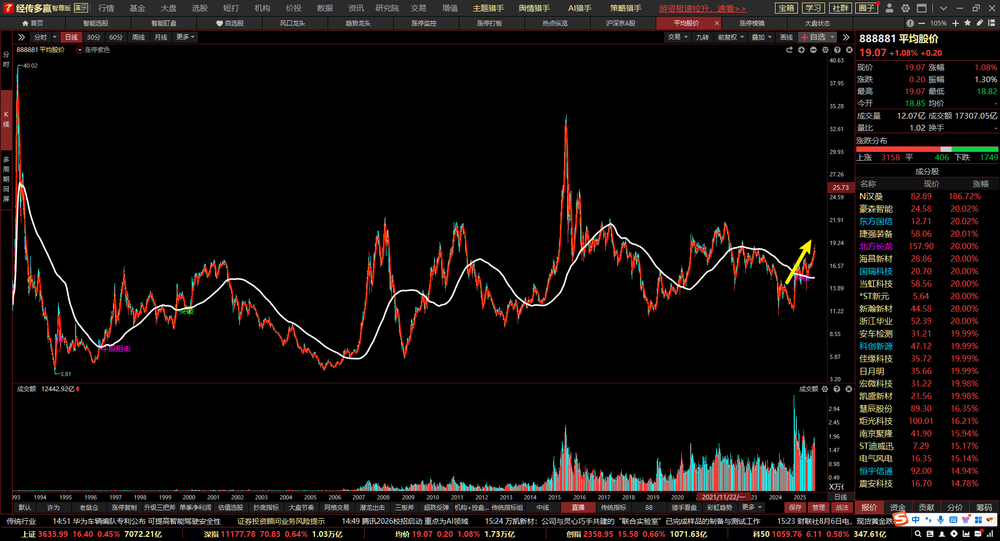 经传多赢 智尊版 演示 行情 基金 大盘 选股 短打 机构 价投 数据 资讯 研究院 交易 增值 主题猎手 舆情猎手 AI猎手 策略猎手 游资极速拉升，速看>> 宝箱 学习 社群 圈子
首页 智能选股 智能盯盘 自选股 风口龙头 趋势龙头 涨停监控 涨停打板 热点纵览 沪深京A股 平均股价 涨停棱镜 大盘状态 105%
分时 日线 30分 60分 周线 月线 更多 交易 九转 前复权 叠加 画线 自选
888881 平均股价 涨停紫色
分时
K线
多周期同屏
40.02
40.63
37.95
35.28
32.61
29.93
27.26
25.73
24.59
21.91
19.24
16.57
13.89
11.22
8.55
5.87
3.20
突破
牛股阻击
3.81
成交额 12442.92亿 成交额
2.94
2.45
1.96
1.47
0.98
0.49
X万亿
993 1994 1995 1996 1997 1998 1999 2000 2001 2002 2003 2004 2005 2006 2007 2008 2009 2010 2011 2012 2013 2014 2015 2016 2017 2018 2019 2020 2021/11/22/一 23 2024 2025 日线
默认 许为 老鼠仓 涨停复制 升级三把斧 单季净利润 估值选股 抄底指标 大盘节奏 网格交易 潜龙出击 三板斧 超跌反弹 机构+控盘... 传统指标组 中线 直播 传统指标 88 猎手看盘 彩虹趋势 更多 保存 管理 战法
888881 平均股价
19.07 +1.08% +0.20
现价 19.07 涨幅 1.08%
涨跌 0.20 振幅 1.30%
最高 19.07 最低 18.82
今开 18.85 均价 -
成交量 12.07亿 成交额 17307.05亿
量比 1.02 换手 -
涨跌分布
上涨 3158 平 406 下跌 1749
成分股
名称 现价 涨幅
N汉桑 82.89 186.72%
豪森智能 24.58 20.02%
东方国信 12.71 20.02%
捷强装备 58.06 20.01%
北方长龙 157.90 20.00%
海昌新材 28.86 20.00%
国瑞科技 20.70 20.00%
当虹科技 58.56 20.00%
*ST新元 5.64 20.00%
新瀚新材 44.58 20.00%
浙江华业 52.39 20.00%
安车检测 31.21 19.99%
科创新源 47.12 19.99%
佳缘科技 35.72 19.99%
日月明 35.66 19.99%
宏微科技 31.22 19.98%
凯盛新材 21.56 19.98%
慧辰股份 89.30 16.35%
炬光科技 100.01 16.21%
南京聚隆 41.90 15.94%
ST迪威迅 7.29 15.17%
电气风电 16.35 15.14%
恒宇信通 92.00 14.94%
震安科技 16.70 14.78%
报价 资金 贡献 分价 筹码
传统行业 14:51 华为车辆编队专利公布 可提高智能驾驶安全性 证券投资顾问业务风险提示 14:49 腾讯2026校招启动 重点为AI领域 15:24 万凯新材：公司与灵心巧手共建的“联合实验室”已完成样品的制备与测试工作 15:23 财联社8月6日电，现货黄金跌 中
上证 3633.99 16.40 0.45% 7072.21亿 深指 11177.78 70.83 0.64% 1.03万亿 均价 19.07 0.20 1.08% 1.73万亿 创指 2358.95 15.58 0.66% 1071.63亿 科50 1059.76 6.11 0.58% 347.61亿